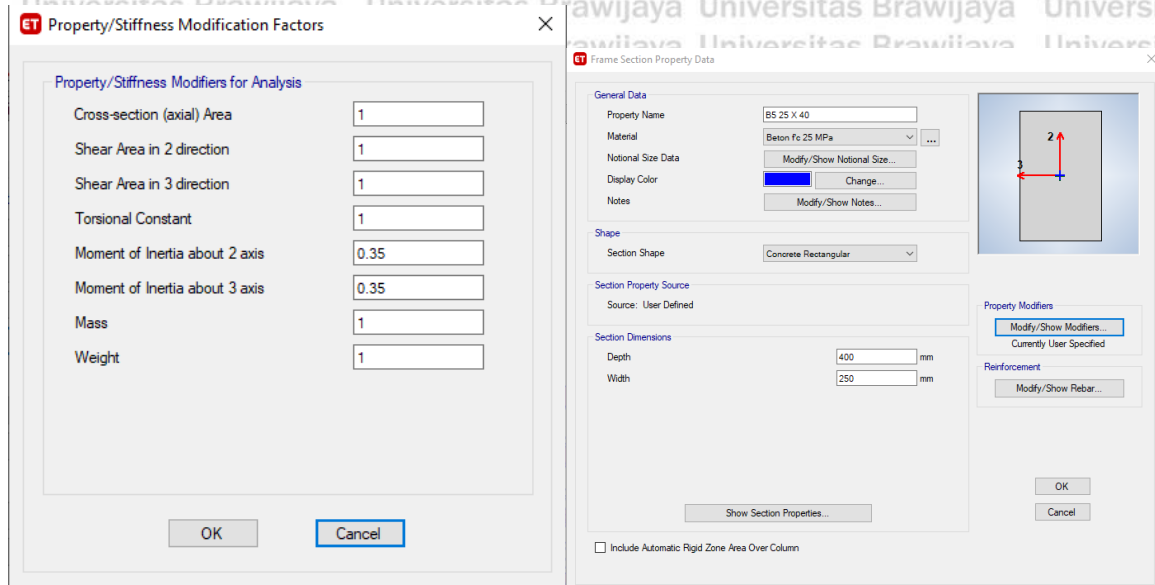 Universitas Brawijaya Universitas Brawijaya Universitas Brawijaya
Universitas Brawijaya
ET Property/Stiffness Modification Factors
Property/Stiffness Modifiers for Analysis
Cross-section (axial) Area 1
Shear Area in 2 direction 1
Shear Area in 3 direction 1
Torsional Constant 1
Moment of Inertia about 2 axis 0.35
Moment of Inertia about 3 axis 0.35
Mass 1
Weight 1
OK Cancel
ET Frame Section Property Data
General Data
Property Name B5 25 X 40
Material Beton f'c 25 MPa ...
Notional Size Data Modify/Show Notional Size...
Display Color Change...
Notes Modify/Show Notes...
2
3
Shape
Section Shape Concrete Rectangular
Section Property Source
Source: User Defined
Section Dimensions
Depth 400 mm
Width 250 mm
Show Section Properties...
Include Automatic Rigid Zone Area Over Column
Property Modifiers
Modify/Show Modifiers...
Currently User Specified
Reinforcement
Modify/Show Rebar...
OK
Cancel